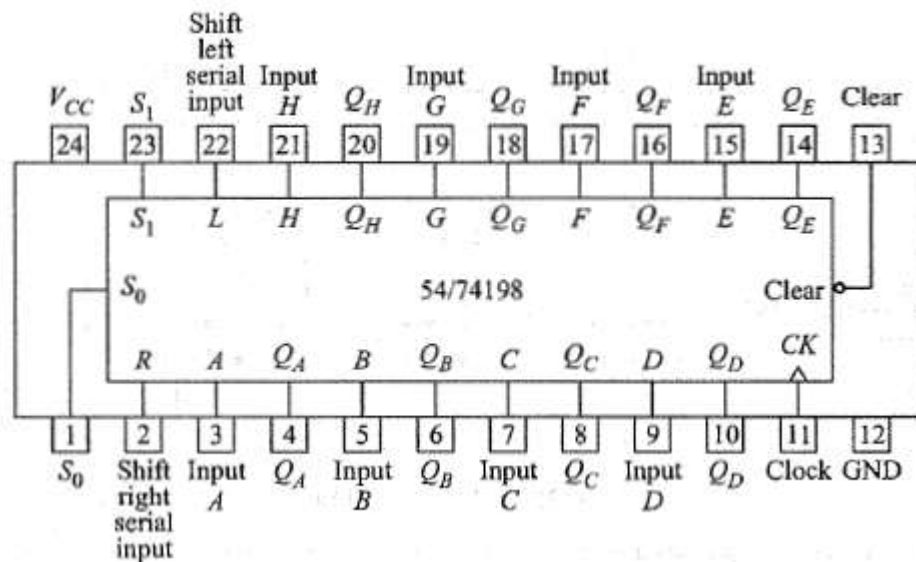 Shift
left
serial
input
Input
H
Input
G
Input
F
Input
E
V_CC S_1 Q_H Q_G Q_F Q_E Clear
24 23 22 21 20 19 18 17 16 15 14 13
S_1 L H Q_H G Q_G F Q_F E Q_E
S_0 54/74198 Clear
R A Q_A B Q_B C Q_C D Q_D CK
1 2 3 4 5 6 7 8 9 10 11 12
S_0 Shift Input Q_A Input Q_B Input Q_C Input Q_D Clock GND
right A B C D
serial
input